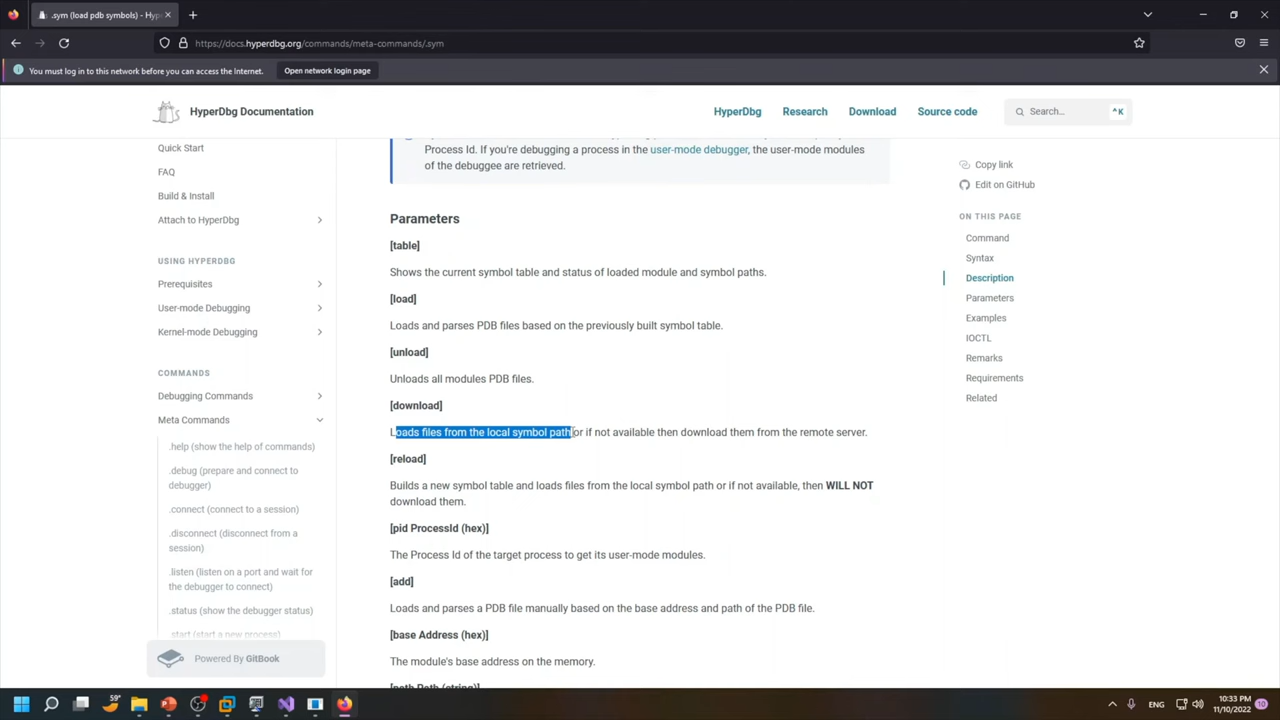 .sym (load pdb symbols) - Hyp
https://docs.hyperdbg.org/commands/meta-commands/.sym
You must log in to this network before you can access the Internet.
Open network login page
HyperDbg Documentation
HyperDbg
Research
Download
Source code
Search...
^K
Quick Start
FAQ
Build & Install
Attach to HyperDbg
USING HYPERDBG
Prerequisites
User-mode Debugging
Kernel-mode Debugging
COMMANDS
Debugging Commands
Meta Commands
.help (show the help of commands)
.debug (prepare and connect to
debugger)
.connect (connect to a session)
.disconnect (disconnect from a
session)
.listen (listen on a port and wait for
the debugger to connect)
.status (show the debugger status)
.start (start a new process)
Powered By GitBook
Process Id. If you're debugging a process in the user-mode debugger, the user-mode modules
of the debuggee are retrieved.
Parameters
[table]
Shows the current symbol table and status of loaded module and symbol paths.
[load]
Loads and parses PDB files based on the previously built symbol table.
[unload]
Unloads all modules PDB files.
[download]
Loads files from the local symbol path or if not available then download them from the remote server.
[reload]
Builds a new symbol table and loads files from the local symbol path or if not available, then WILL NOT
download them.
[pid ProcessId (hex)]
The Process Id of the target process to get its user-mode modules.
[add]
Loads and parses a PDB file manually based on the base address and path of the PDB file.
[base Address (hex)]
The module's base address on the memory.
[path Path (string)]
Copy link
Edit on GitHub
ON THIS PAGE
Command
Syntax
Description
Parameters
Examples
IOCTL
Remarks
Requirements
Related
59°
ENG
10:33 PM
11/10/2022
10